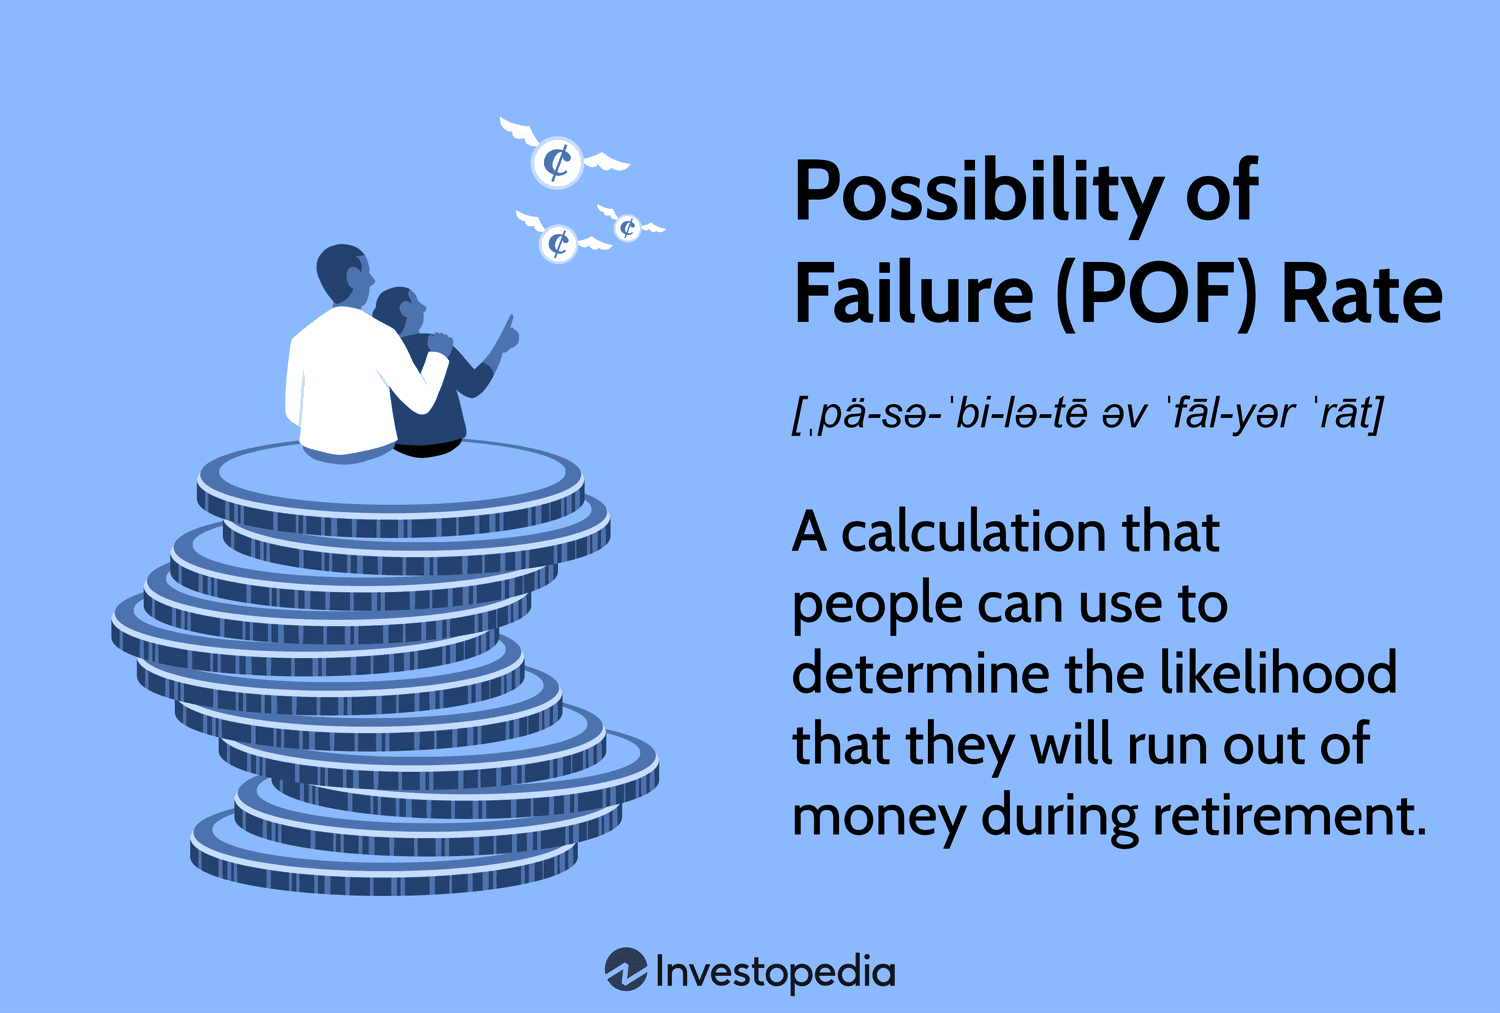 ¢
¢ ¢
Possibility of
Failure (POF) Rate
[ˌpä-sə-ˈbi-lə-tē əv ˈfāl-yər ˈrāt]
A calculation that
people can use to
determine the likelihood
that they will run out of
money during retirement.
Investopedia